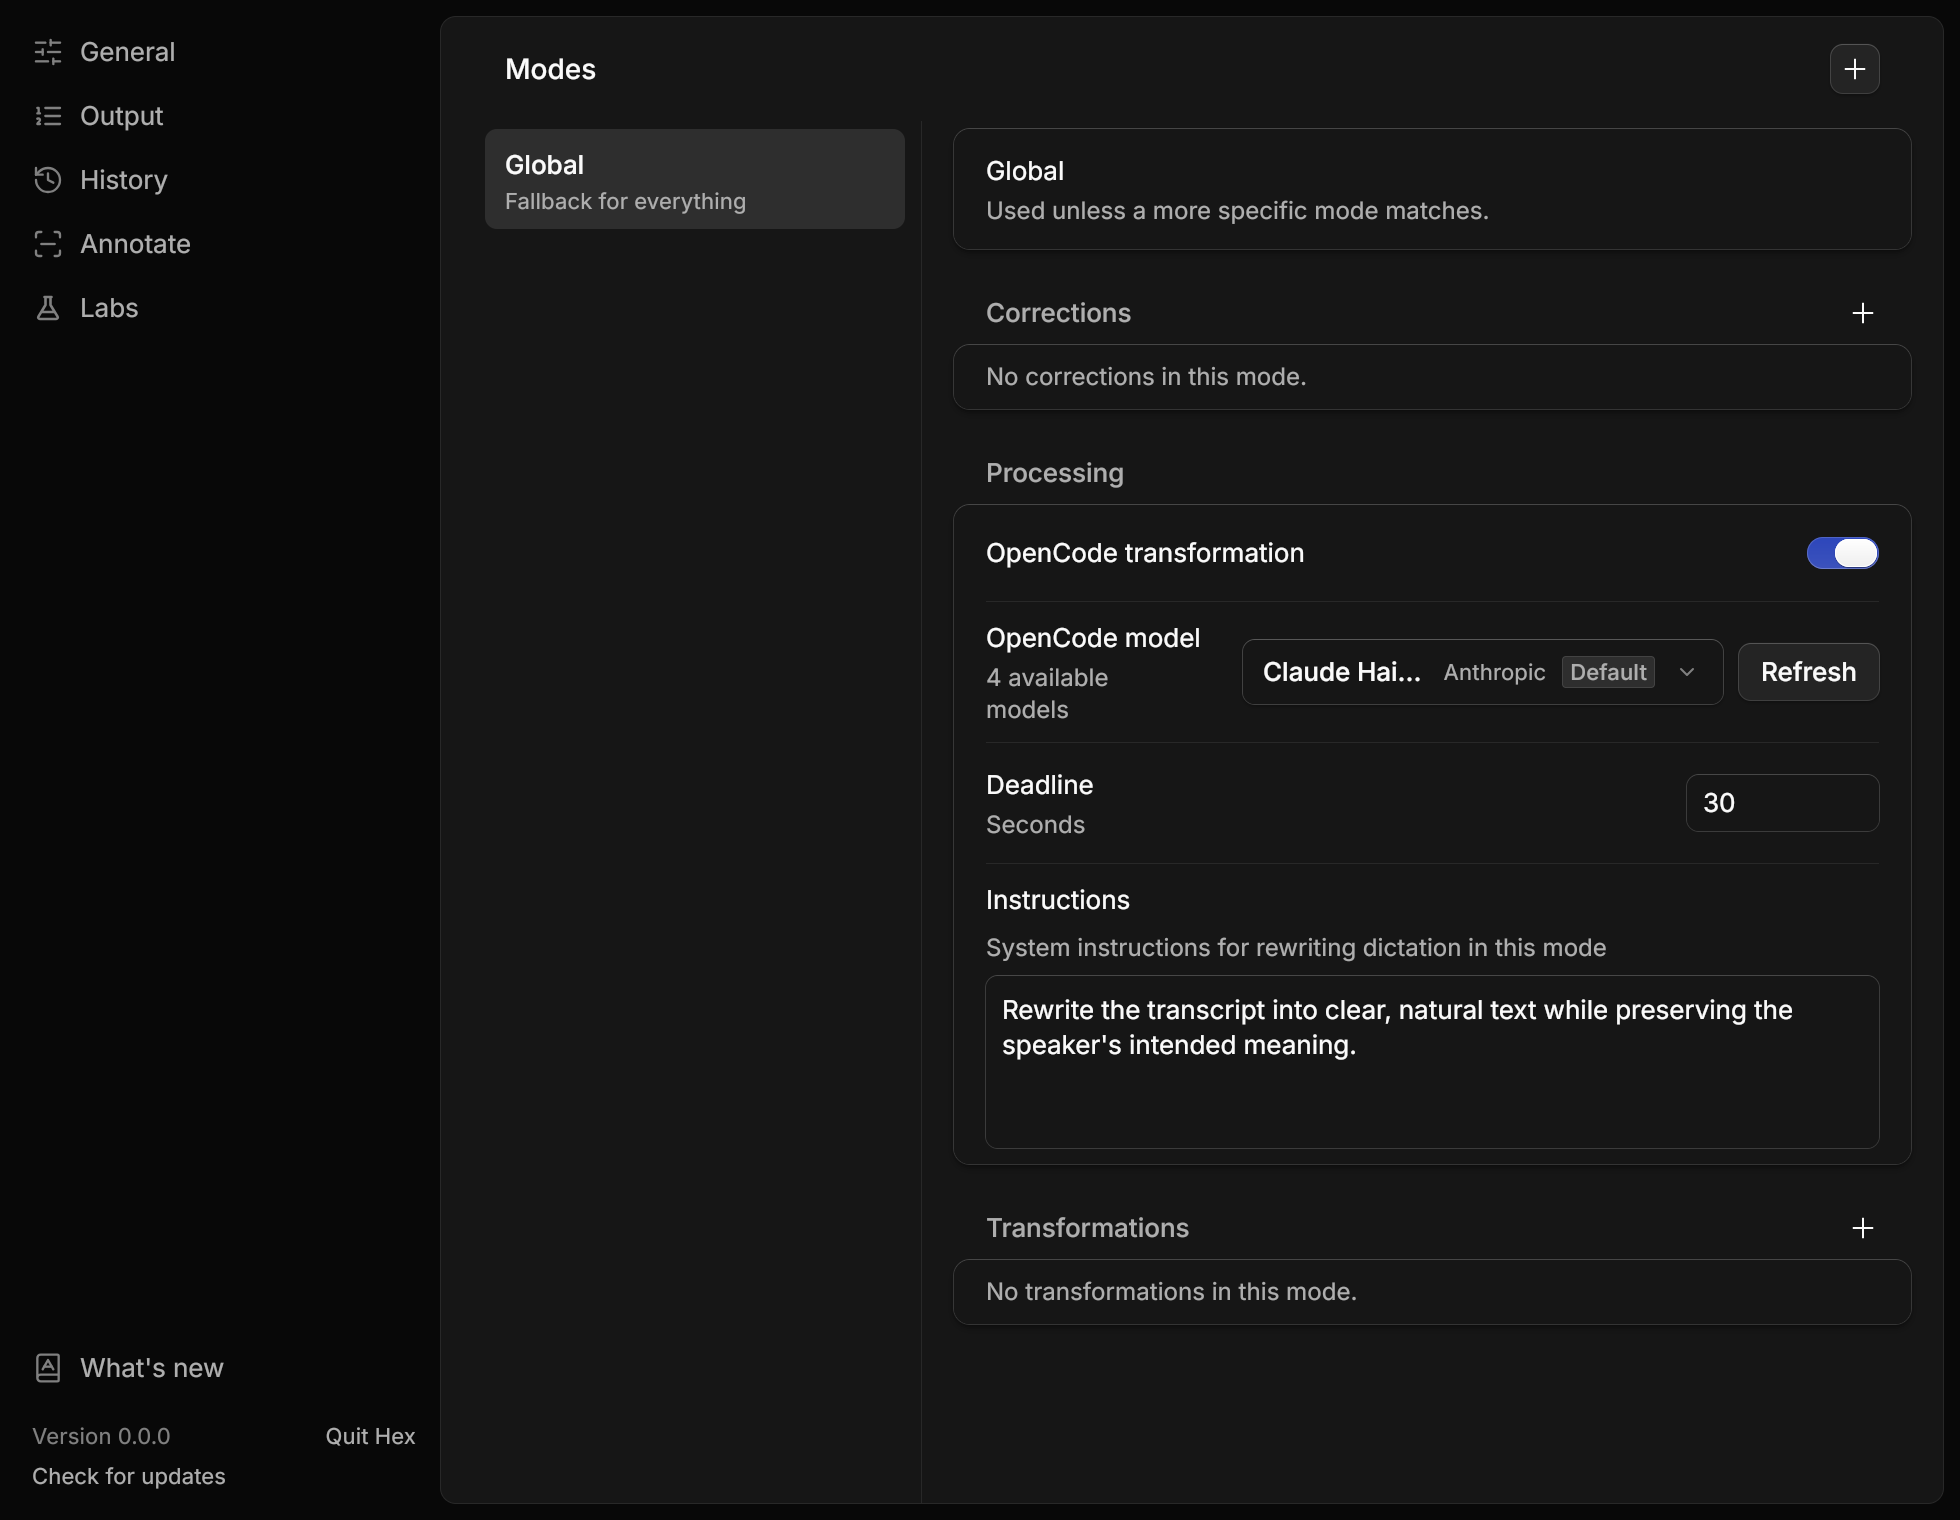 General
Output
History
Annotate
Labs
What's new
Version 0.0.0
Quit Hex
Check for updates
Modes
Global
Fallback for everything
Global
Used unless a more specific mode matches.
Corrections
No corrections in this mode.
Processing
OpenCode transformation
OpenCode model
4 available
models
Claude Hai... Anthropic Default
Refresh
Deadline
Seconds
30
Instructions
System instructions for rewriting dictation in this mode
Rewrite the transcript into clear, natural text while preserving the
speaker's intended meaning.
Transformations
No transformations in this mode.